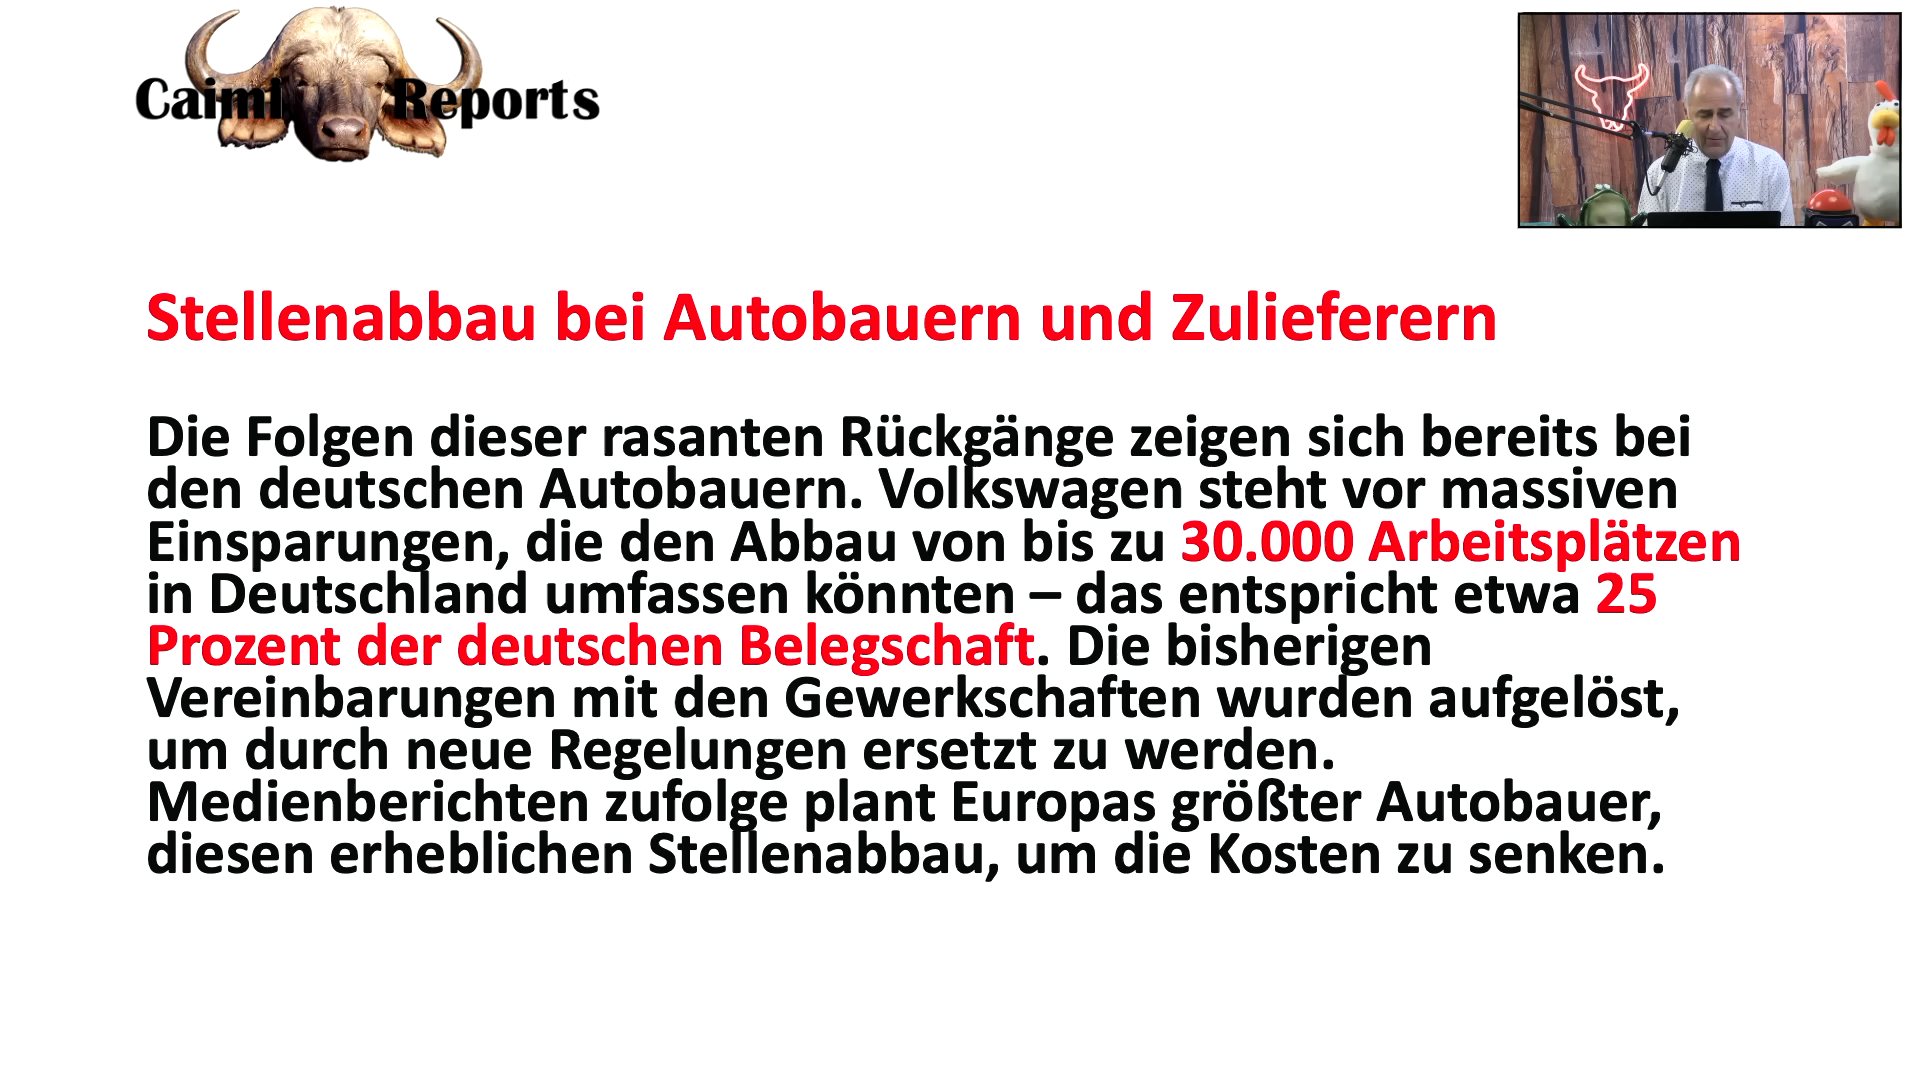 Caiml Reports
Stellenabbau bei Autobauern und Zulieferern
Die Folgen dieser rasanten Rückgänge zeigen sich bereits bei
den deutschen Autobauern. Volkswagen steht vor massiven
Einsparungen, die den Abbau von bis zu 30.000 Arbeitsplätzen
in Deutschland umfassen könnten – das entspricht etwa 25
Prozent der deutschen Belegschaft. Die bisherigen
Vereinbarungen mit den Gewerkschaften wurden aufgelöst,
um durch neue Regelungen ersetzt zu werden.
Medienberichten zufolge plant Europas größter Autobauer,
diesen erheblichen Stellenabbau, um die Kosten zu senken.